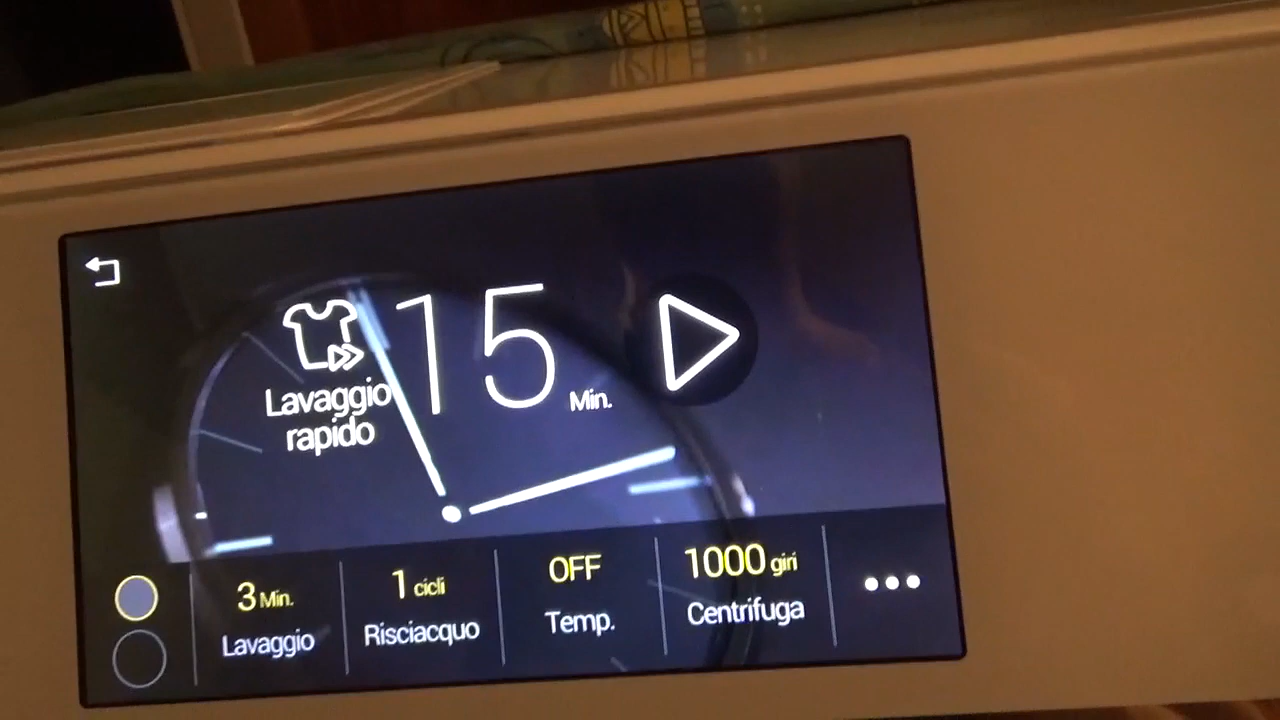 15 Min.
Lavaggio
rapido
3 Min.
Lavaggio
1 cicli
Risciacquo
OFF
Temp.
1000 giri
Centrifuga